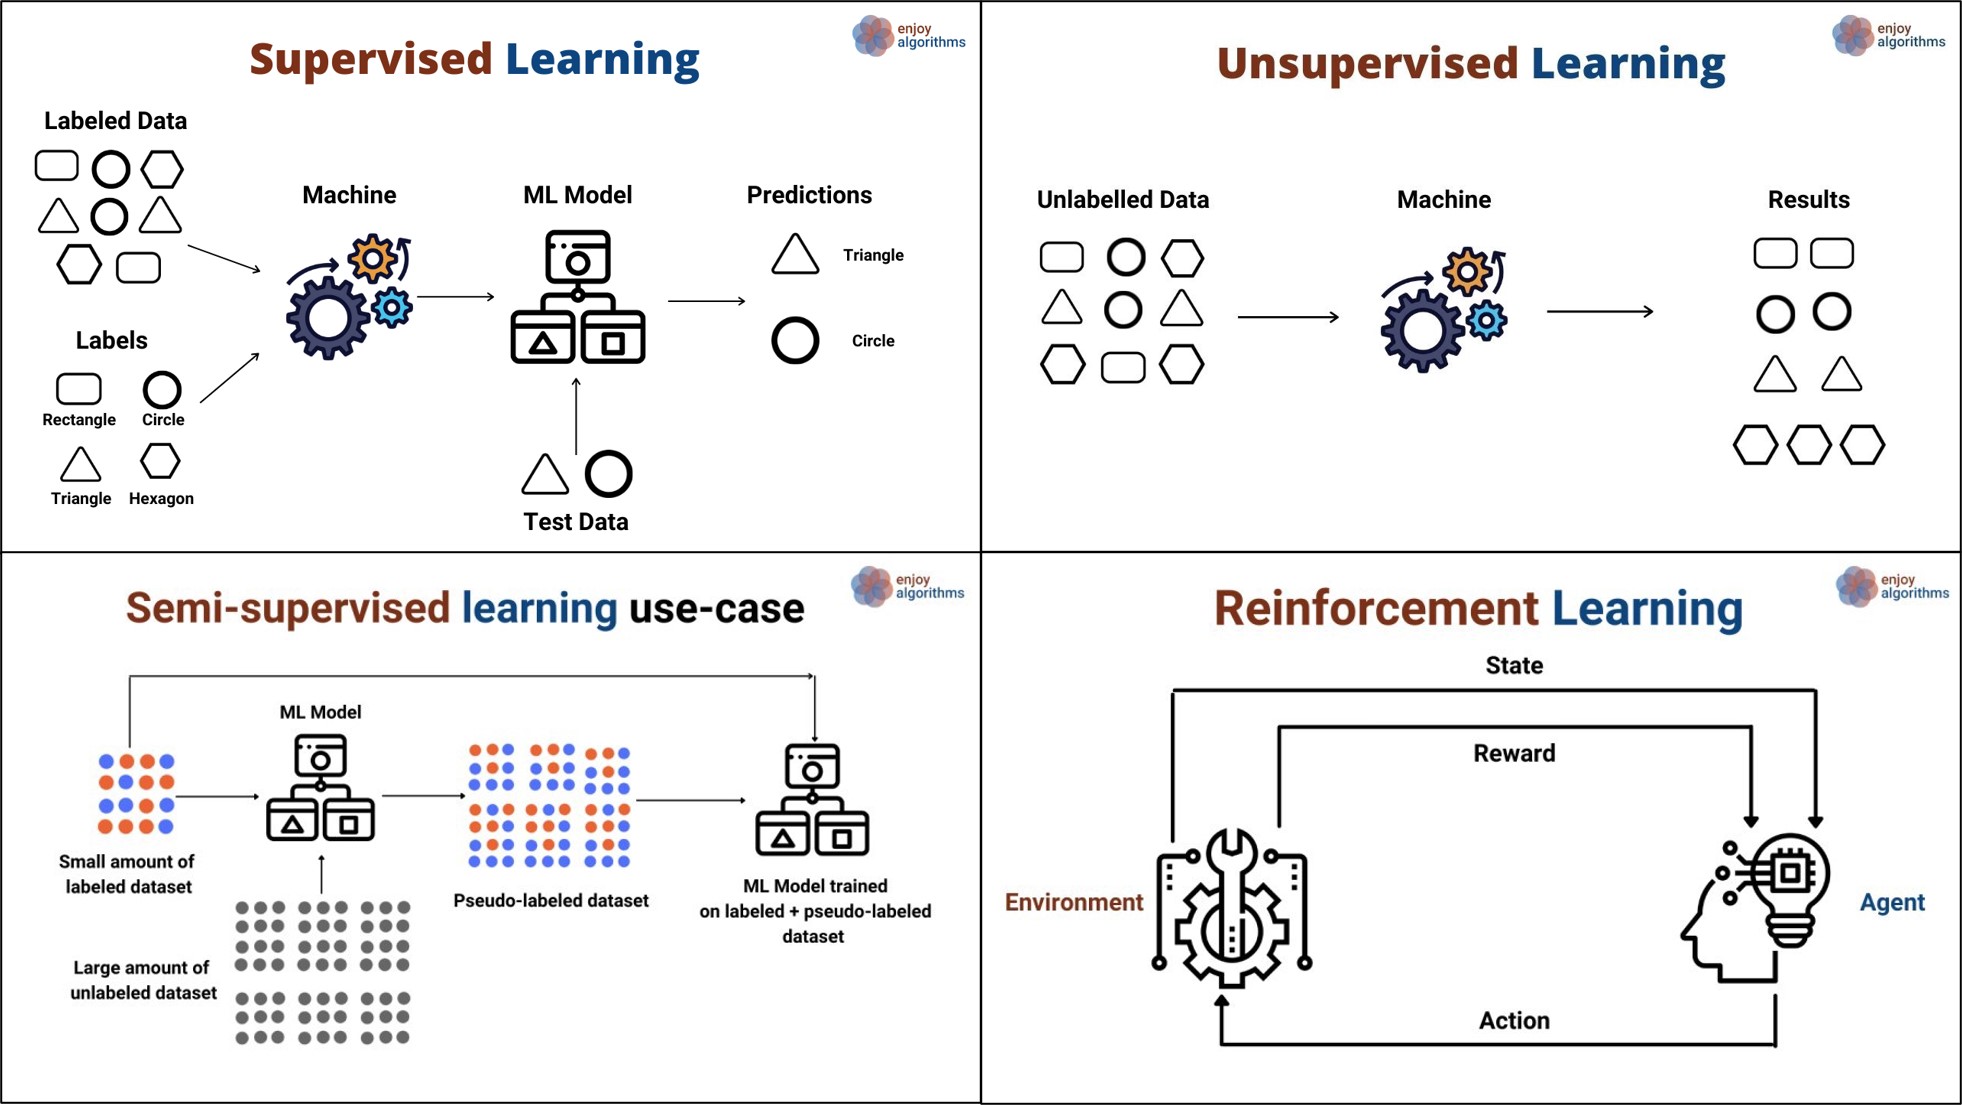 Supervised Learning
enjoy
algorithms
Labeled Data
Machine
ML Model
Predictions
Triangle
Circle
Labels
Rectangle
Circle
Triangle
Hexagon
Test Data
Unsupervised Learning
enjoy
algorithms
Unlabelled Data
Machine
Results
Semi-supervised learning use-case
enjoy
algorithms
ML Model
Small amount of
labeled dataset
Pseudo-labeled dataset
ML Model trained
on labeled + pseudo-labeled
dataset
Large amount of
unlabeled dataset
Reinforcement Learning
enjoy
algorithms
State
Reward
Environment
Agent
Action